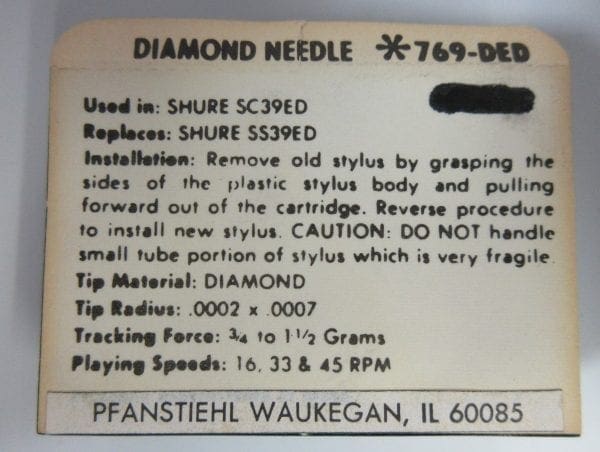 DIAMOND NEEDLE *769-DED
Used in: SHURE SC39ED
Replaces: SHURE SS39ED
Installation: Remove old stylus by grasping the
sides of the plastic stylus body and pulling
forward out of the cartridge. Reverse procedure
to install new stylus. CAUTION: DO NOT handle
small tube portion of stylus which is very fragile.
Tip Material: DIAMOND
Tip Radius: .0002 x .0007
Tracking Force: ¾ to 1½ Grams
Playing Speeds: 16, 33 & 45 RPM
PFANSTIEHL WAUKEGAN, IL 60085